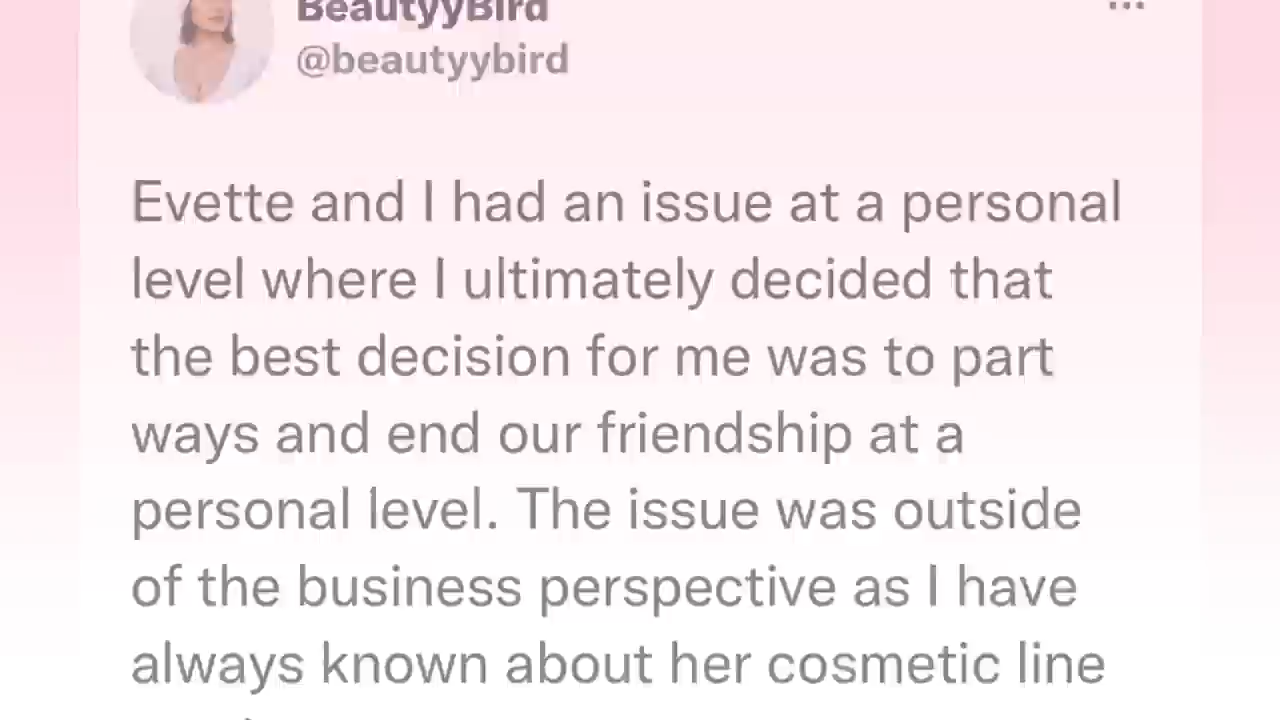 BeautyyBird
@beautyybird
Evette and I had an issue at a personal
level where I ultimately decided that
the best decision for me was to part
ways and end our friendship at a
personal level. The issue was outside
of the business perspective as I have
always known about her cosmetic line